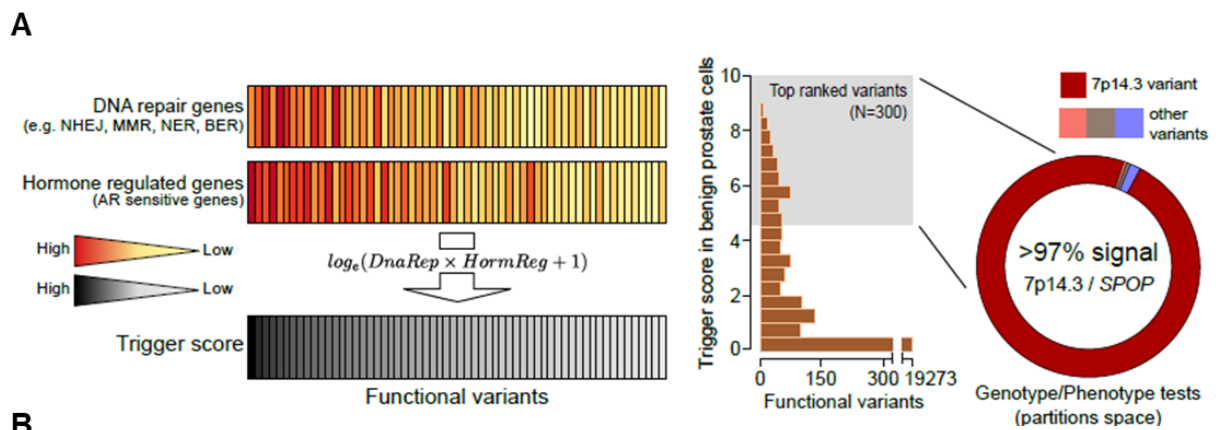 A
DNA repair genes
(e.g. NHEJ, MMR, NER, BER)
Hormone regulated genes
(AR sensitive genes)
High
Low
log_e(DnaRep × HormReg + 1)
High
Low
Trigger score
Functional variants
Trigger score in benign prostate cells
10
8
6
4
2
0
Top ranked variants
(N=300)
0 150 300 19273
Functional variants
7p14.3 variant
other
variants
>97% signal
7p14.3 / SPOP
Genotype/Phenotype tests
(partitions space)
B